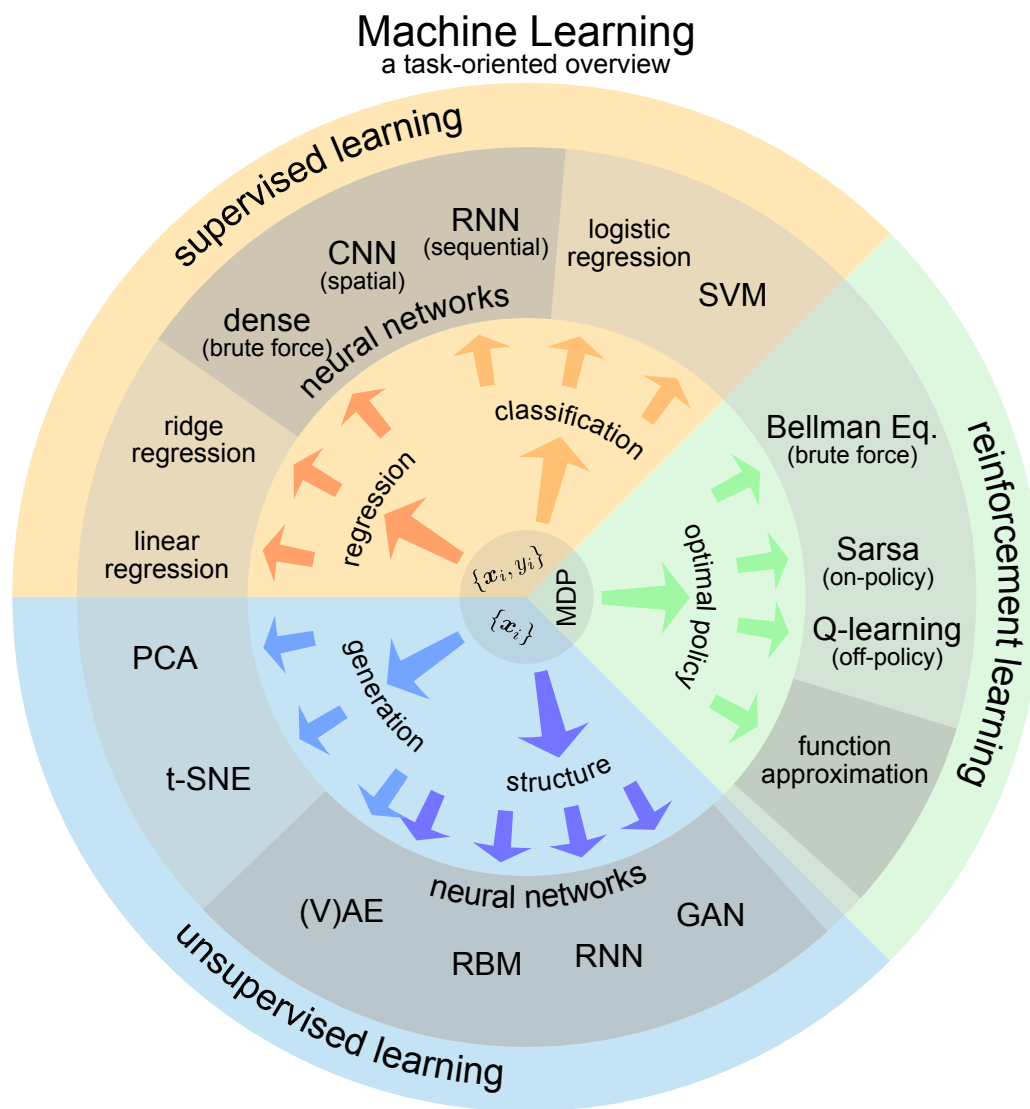 Machine Learning
a task-oriented overview
supervised learning
RNN
(sequential)
CNN
(spatial)
dense
(brute force)
neural networks
logistic
regression
SVM
ridge
regression
linear
regression
classification
regression
{x_i, y_i}
{x_i}
MDP
reinforcement learning
optimal policy
Bellman Eq.
(brute force)
Sarsa
(on-policy)
Q-learning
(off-policy)
function
approximation
unsupervised learning
generation
structure
PCA
t-SNE
neural networks
(V)AE
RBM
RNN
GAN